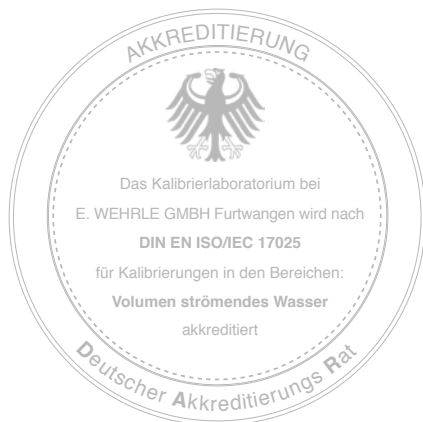 AKKREDITIERUNG
Das Kalibrierlaboratorium bei
E. WEHRLE GMBH Furtwangen wird nach
DIN EN ISO/IEC 17025
für Kalibrierungen in den Bereichen:
Volumen strömendes Wasser
akkreditiert
Deutscher Akkreditierungs Rat